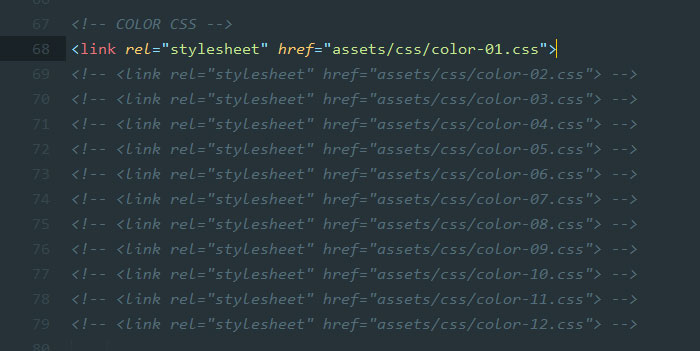 67 <!-- COLOR CSS -->
68 <link rel="stylesheet" href="assets/css/color-01.css">
69 <!-- <link rel="stylesheet" href="assets/css/color-02.css"> -->
70 <!-- <link rel="stylesheet" href="assets/css/color-03.css"> -->
71 <!-- <link rel="stylesheet" href="assets/css/color-04.css"> -->
72 <!-- <link rel="stylesheet" href="assets/css/color-05.css"> -->
73 <!-- <link rel="stylesheet" href="assets/css/color-06.css"> -->
74 <!-- <link rel="stylesheet" href="assets/css/color-07.css"> -->
75 <!-- <link rel="stylesheet" href="assets/css/color-08.css"> -->
76 <!-- <link rel="stylesheet" href="assets/css/color-09.css"> -->
77 <!-- <link rel="stylesheet" href="assets/css/color-10.css"> -->
78 <!-- <link rel="stylesheet" href="assets/css/color-11.css"> -->
79 <!-- <link rel="stylesheet" href="assets/css/color-12.css"> -->
80